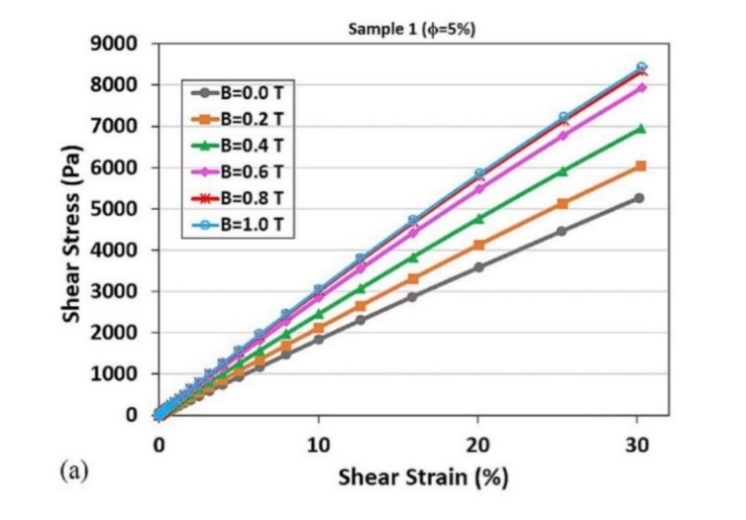 Sample 1 (ϕ=5%)
9000
8000
7000
6000
5000
4000
3000
2000
1000
0
Shear Stress (Pa)
B=0.0 T
B=0.2 T
B=0.4 T
B=0.6 T
B=0.8 T
B=1.0 T
0 10 20 30
Shear Strain (%)
(a)